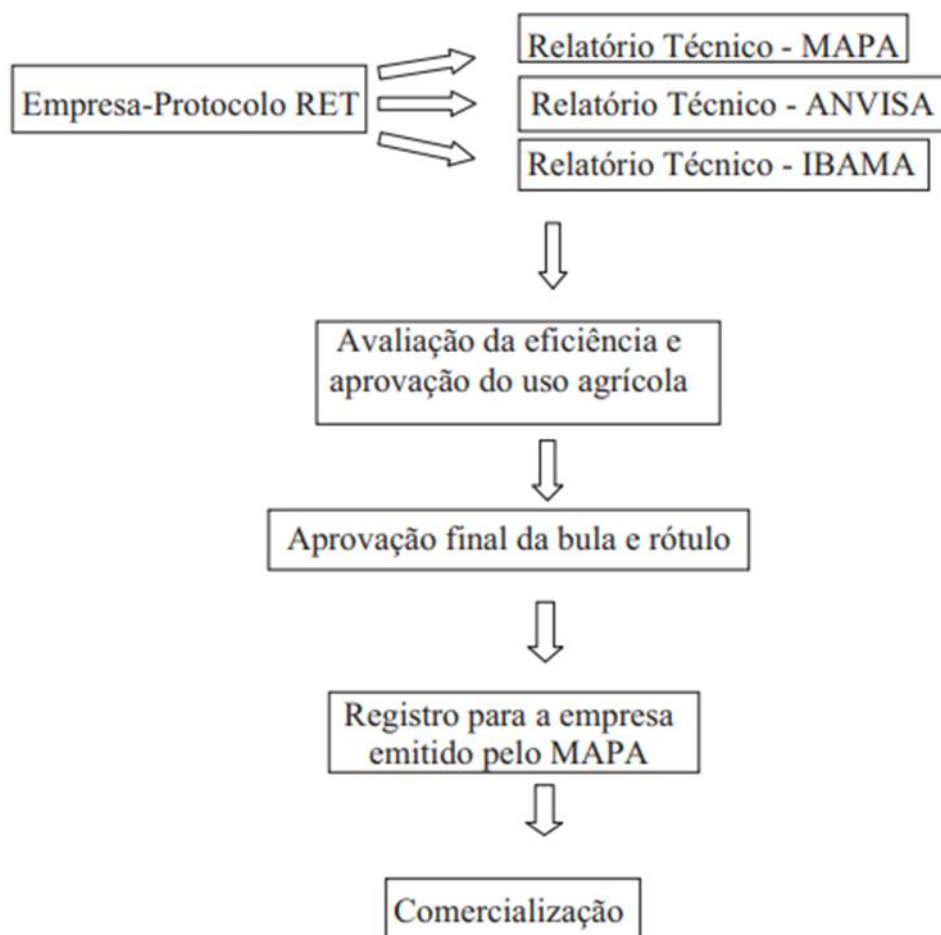 Empresa-Protocolo RET
Relatório Técnico - MAPA
Relatório Técnico - ANVISA
Relatório Técnico - IBAMA
Avaliação da eficiência e
aprovação do uso agrícola
Aprovação final da bula e rótulo
Registro para a empresa
emitido pelo MAPA
Comercialização